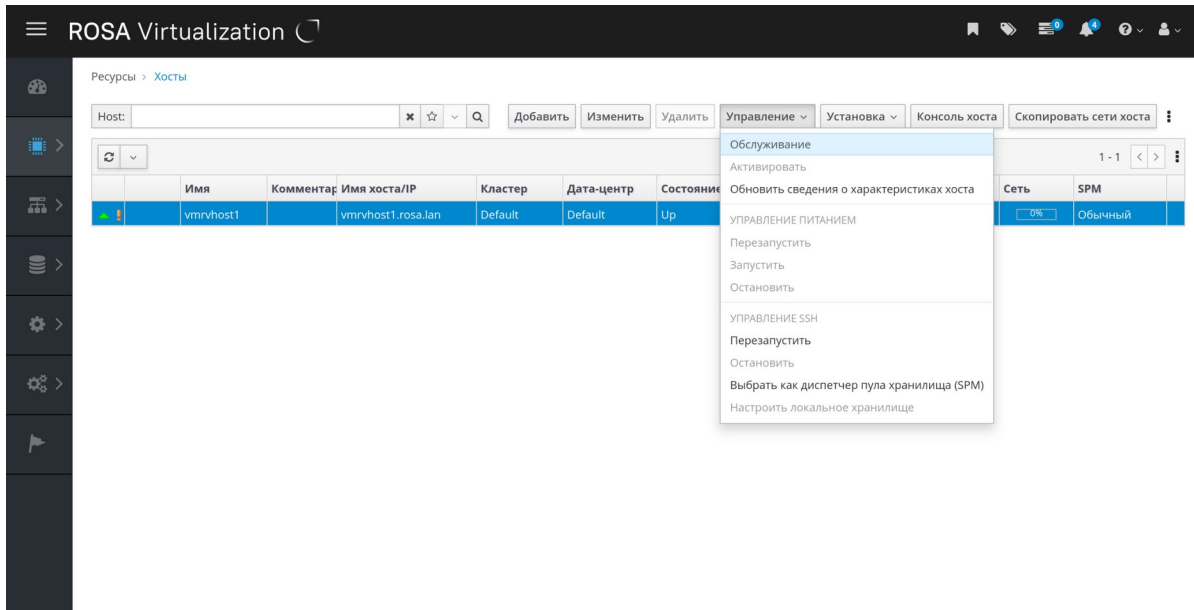 ROSA Virtualization
0
4
Ресурсы > Хосты
Host:
Добавить Изменить Удалить Управление Установка Консоль хоста Скопировать сети хоста
Обслуживание
1 - 1
Активировать
Имя Комментар Имя хоста/IP Кластер Дата-центр Состояние Обновить сведения о характеристиках хоста Сеть SPM
vmrvhost1 vmrvhost1.rosa.lan Default Default Up 0% Обычный
УПРАВЛЕНИЕ ПИТАНИЕМ
Перезапустить
Запустить
Остановить
УПРАВЛЕНИЕ SSH
Перезапустить
Остановить
Выбрать как диспетчер пула хранилища (SPM)
Настроить локальное хранилище